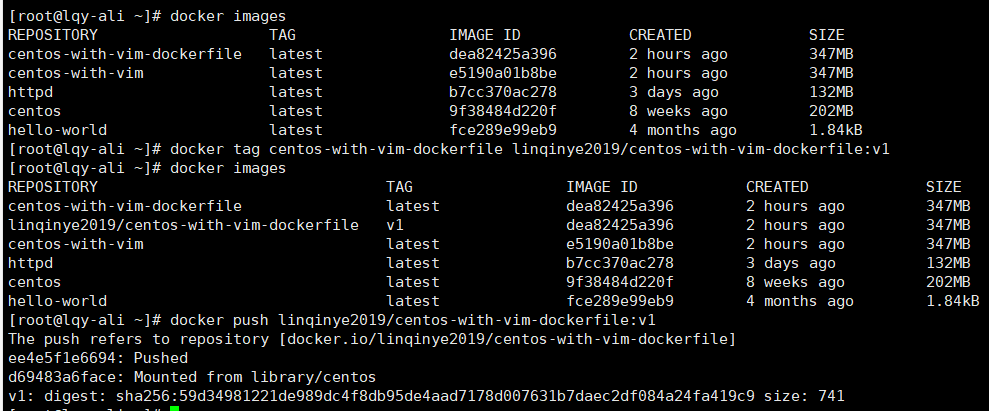 [root@lqy-ali ~]# docker images
REPOSITORY TAG IMAGE ID CREATED SIZE
centos-with-vim-dockerfile latest dea82425a396 2 hours ago 347MB
centos-with-vim latest e5190a01b8be 2 hours ago 347MB
httpd latest b7cc370ac278 3 days ago 132MB
centos latest 9f38484d220f 8 weeks ago 202MB
hello-world latest fce289e99eb9 4 months ago 1.84kB
[root@lqy-ali ~]# docker tag centos-with-vim-dockerfile linqinye2019/centos-with-vim-dockerfile:v1
[root@lqy-ali ~]# docker images
REPOSITORY TAG IMAGE ID CREATED SIZE
centos-with-vim-dockerfile latest dea82425a396 2 hours ago 347MB
linqinye2019/centos-with-vim-dockerfile v1 dea82425a396 2 hours ago 347MB
centos-with-vim latest e5190a01b8be 2 hours ago 347MB
httpd latest b7cc370ac278 3 days ago 132MB
centos latest 9f38484d220f 8 weeks ago 202MB
hello-world latest fce289e99eb9 4 months ago 1.84kB
[root@lqy-ali ~]# docker push linqinye2019/centos-with-vim-dockerfile:v1
The push refers to repository [docker.io/linqinye2019/centos-with-vim-dockerfile]
ee4e5f1e6694: Pushed
d69483a6face: Mounted from library/centos
v1: digest: sha256:59d34981221de989dc4f8db95de4aad7178d007631b7daec2df084a24fa419c9 size: 741
[root@lqy-ali ~]#